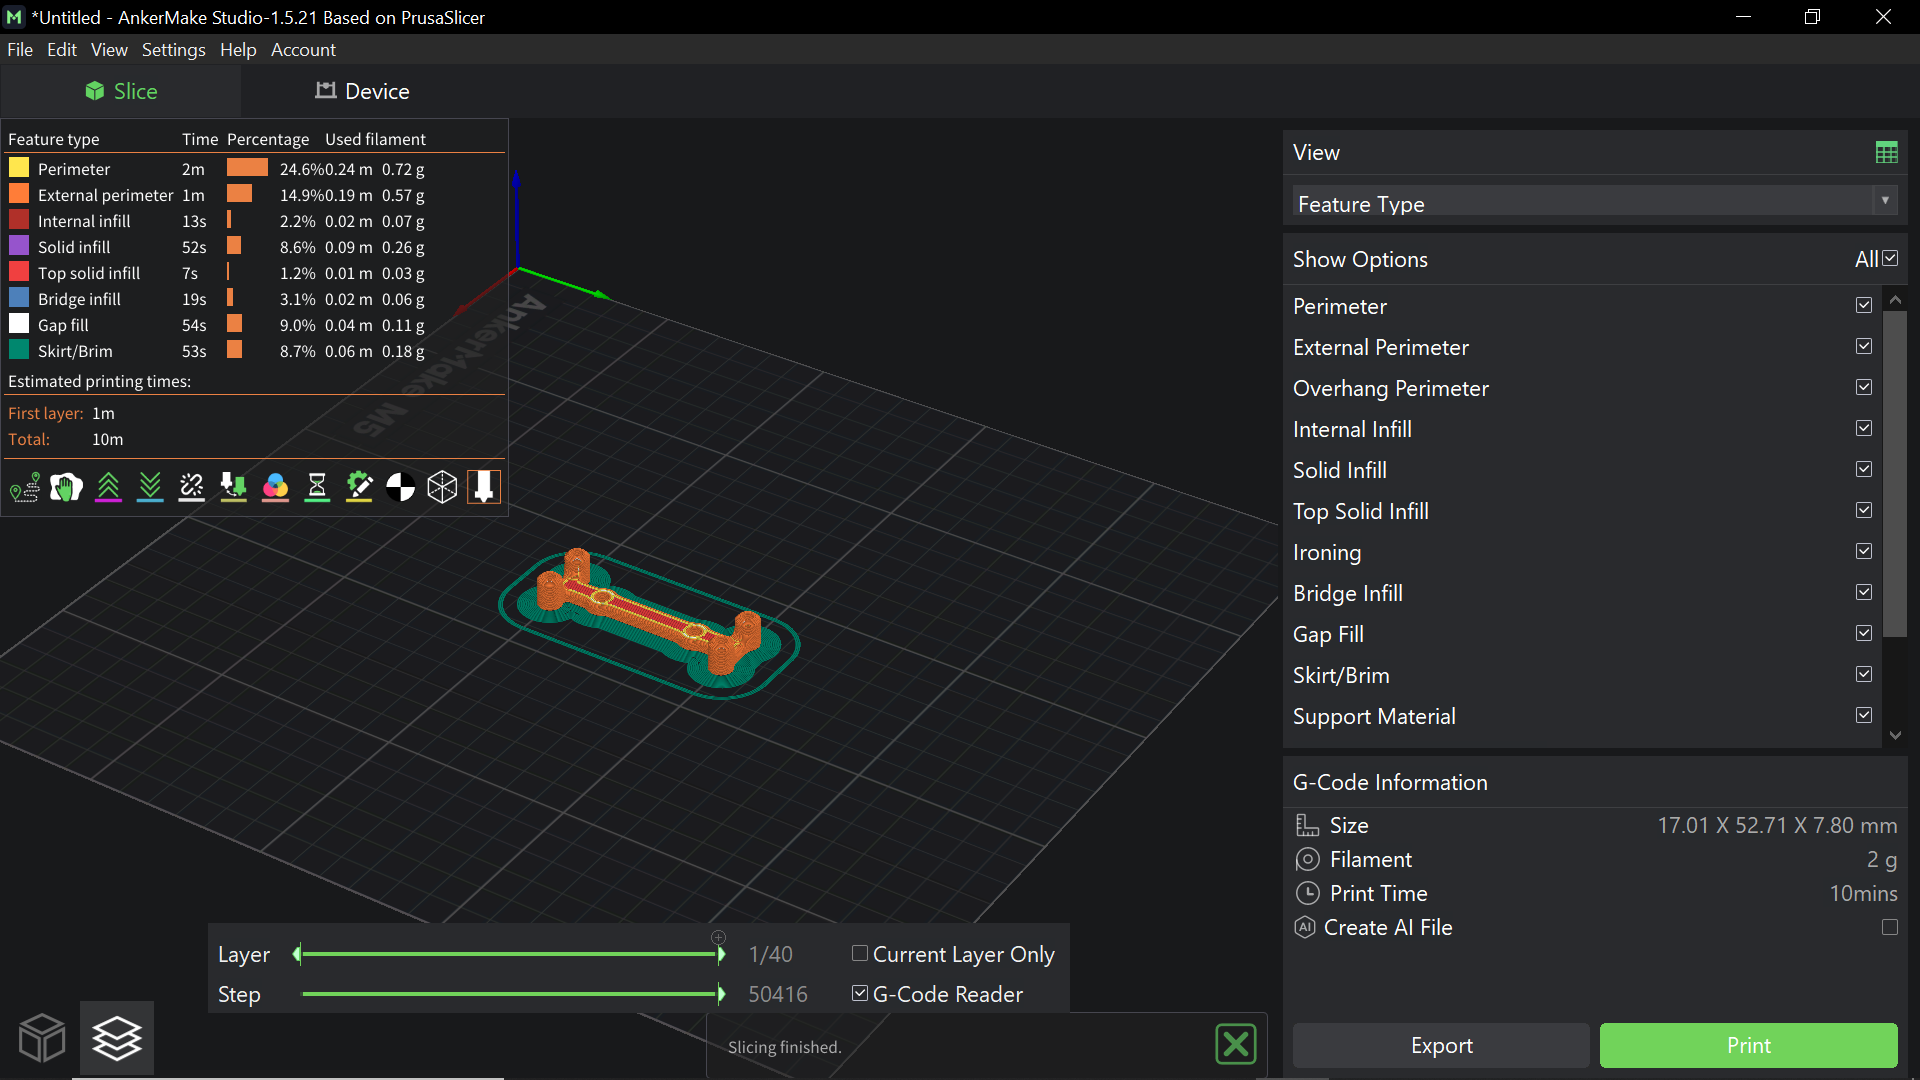 *Untitled - AnkerMake Studio-1.5.21 Based on PrusaSlicer
File Edit View Settings Help Account
Slice Device
Feature type Time Percentage Used filament
Perimeter 2m 24.6% 0.24 m 0.72 g
External perimeter 1m 14.9% 0.19 m 0.57 g
Internal infill 13s 2.2% 0.02 m 0.07 g
Solid infill 52s 8.6% 0.09 m 0.26 g
Top solid infill 7s 1.2% 0.01 m 0.03 g
Bridge infill 19s 3.1% 0.02 m 0.06 g
Gap fill 54s 9.0% 0.04 m 0.11 g
Skirt/Brim 53s 8.7% 0.06 m 0.18 g
Estimated printing times:
First layer: 1m
Total: 10m
AnkerMake M5
View
Feature Type
Show Options All
Perimeter
External Perimeter
Overhang Perimeter
Internal Infill
Solid Infill
Top Solid Infill
Ironing
Bridge Infill
Gap Fill
Skirt/Brim
Support Material
G-Code Information
Size 17.01 X 52.71 X 7.80 mm
Filament 2 g
Print Time 10mins
AI Create AI File
Layer 1/40 Current Layer Only
Step 50416 G-Code Reader
Slicing finished.
Export Print